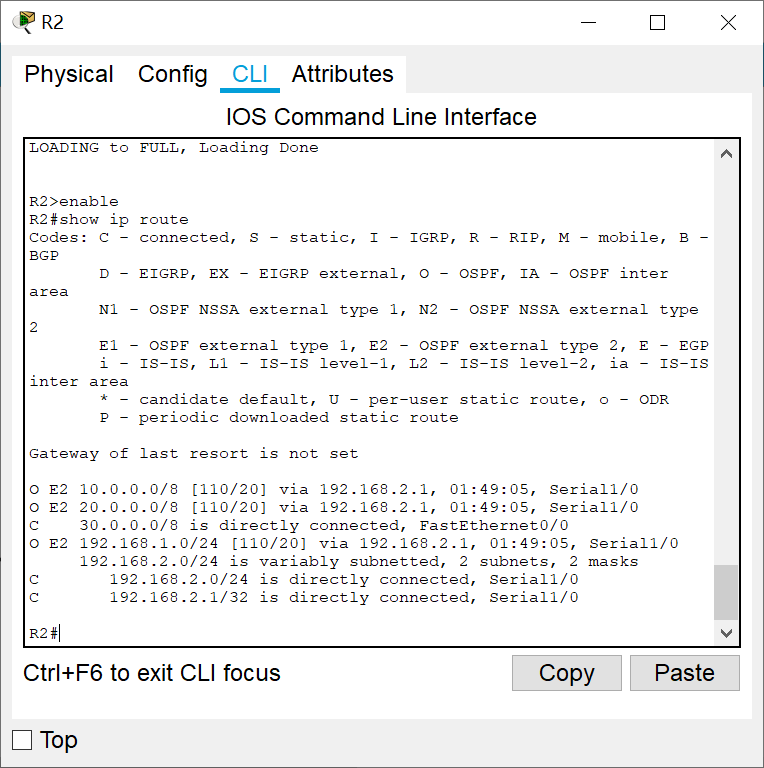 R2
Physical Config CLI Attributes
IOS Command Line Interface
LOADING to FULL, Loading Done
R2>enable
R2#show ip route
Codes: C - connected, S - static, I - IGRP, R - RIP, M - mobile, B -
BGP
       D - EIGRP, EX - EIGRP external, O - OSPF, IA - OSPF inter
area
       N1 - OSPF NSSA external type 1, N2 - OSPF NSSA external type
2
       E1 - OSPF external type 1, E2 - OSPF external type 2, E - EGP
       i - IS-IS, L1 - IS-IS level-1, L2 - IS-IS level-2, ia - IS-IS
inter area
       * - candidate default, U - per-user static route, o - ODR
       P - periodic downloaded static route
Gateway of last resort is not set
O E2 10.0.0.0/8 [110/20] via 192.168.2.1, 01:49:05, Serial1/0
O E2 20.0.0.0/8 [110/20] via 192.168.2.1, 01:49:05, Serial1/0
C    30.0.0.0/8 is directly connected, FastEthernet0/0
O E2 192.168.1.0/24 [110/20] via 192.168.2.1, 01:49:05, Serial1/0
     192.168.2.0/24 is variably subnetted, 2 subnets, 2 masks
C       192.168.2.0/24 is directly connected, Serial1/0
C       192.168.2.1/32 is directly connected, Serial1/0
R2#
Ctrl+F6 to exit CLI focus
Copy
Paste
Top